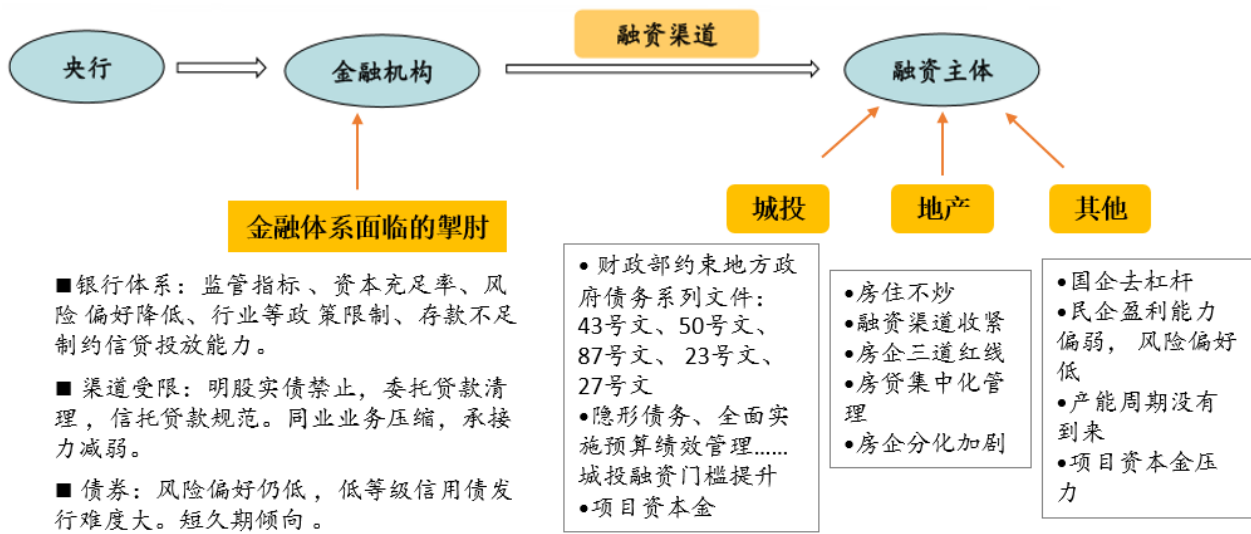 融资渠道
央行
金融机构
融资主体
金融体系面临的掣肘
■银行体系：监管指标、资本充足率、风
险偏好降低、行业等政策限制、存款不足
制约信贷投放能力。
■ 渠道受限：明股实债禁止，委托贷款清
理，信托贷款规范。同业业务压缩，承接
力减弱。
■ 债券：风险偏好仍低，低等级信用债发
行难度大。短久期倾向。
城投
• 财政部约束地方政
府债务系列文件：
43号文、50号文、
87号文、 23号文、
27号文
•隐形债务、全面实
施预算绩效管理……
城投融资门槛提升
•项目资本金
地产
•房住不炒
•融资渠道收紧
•房企三道红线
•房贷集中化管
理
•房企分化加剧
其他
•国企去杠杆
•民企盈利能力
偏弱， 风险偏好
低
•产能周期没有
到来
•项目资本金压
力